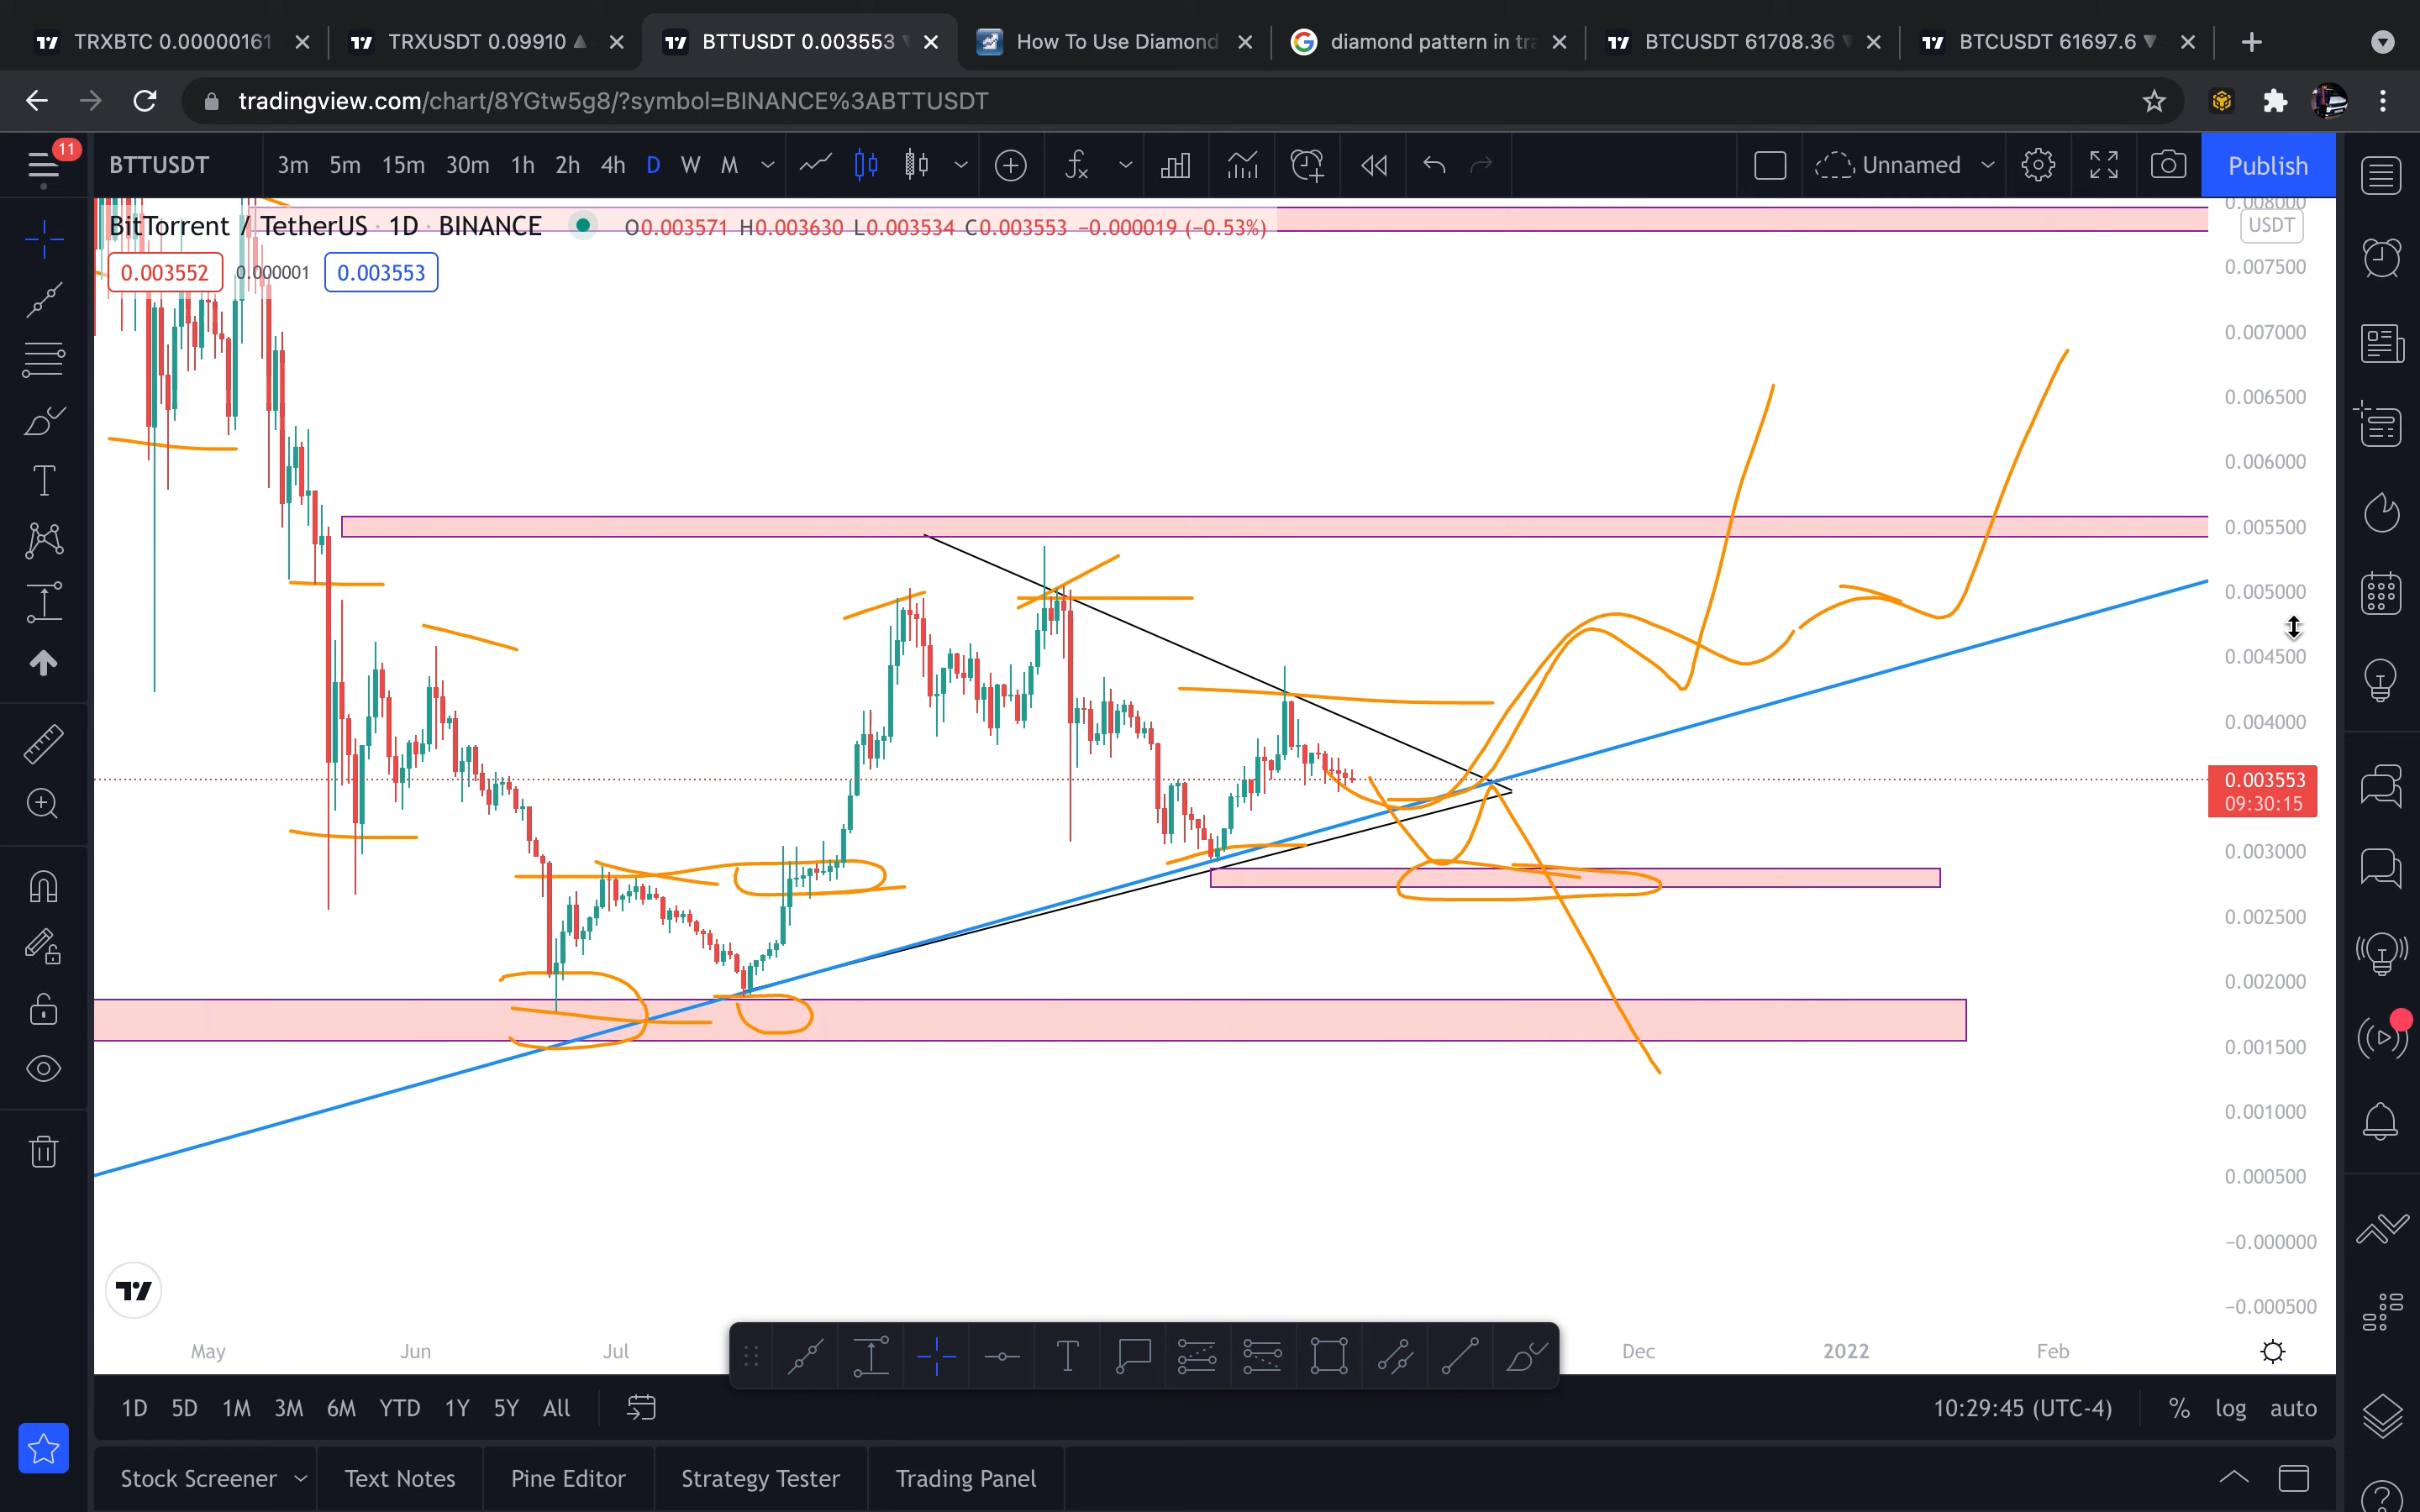 TRXBTC 0.00000161
TRXUSDT 0.09910 ▲
BTTUSDT 0.003553
How To Use Diamond
diamond pattern in tra
BTCUSDT 61708.36 ▼
BTCUSDT 61697.6 ▼
tradingview.com/chart/8YGtw5g8/?symbol=BINANCE%3ABTTUSDT
11
BTTUSDT 3m 5m 15m 30m 1h 2h 4h D W M
Unnamed
Publish
BitTorrent / TetherUS · 1D · BINANCE
O0.003571 H0.003630 L0.003534 C0.003553 −0.000019 (−0.53%)
0.003552 0.000001 0.003553
0.008000
USDT
0.007500
0.007000
0.006500
0.006000
0.005500
0.005000
0.004500
0.004000
0.003553
09:30:15
0.003000
0.002500
0.002000
0.001500
0.001000
0.000500
−0.000000
−0.000500
May Jun Jul Dec 2022 Feb
1D 5D 1M 3M 6M YTD 1Y 5Y All
10:29:45 (UTC-4) % log auto
Stock Screener Text Notes Pine Editor Strategy Tester Trading Panel